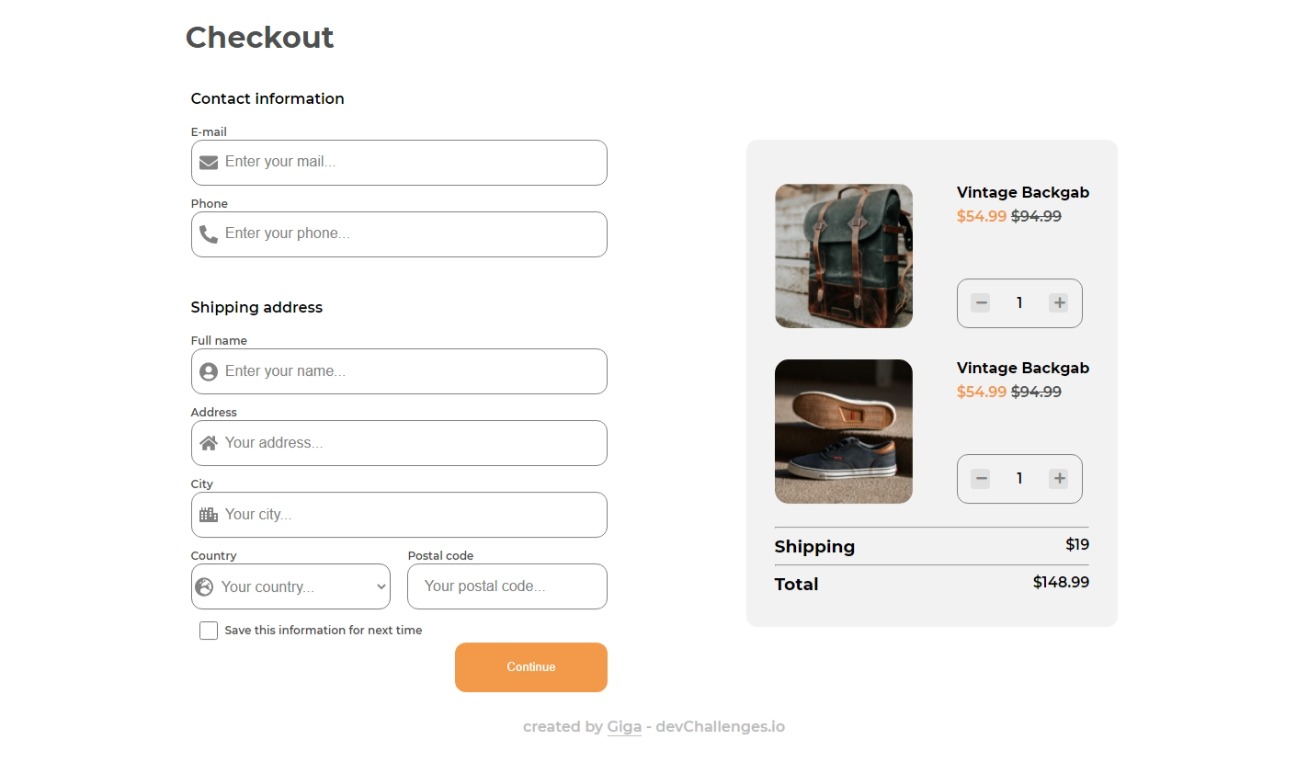 Checkout
Contact information
E-mail
Enter your mail...
Phone
Enter your phone...
Shipping address
Full name
Enter your name...
Address
Your address...
City
Your city...
Country Postal code
Your country... Your postal code...
Save this information for next time
Continue
Vintage Backgab
$54.99 $94.99
1
Vintage Backgab
$54.99 $94.99
1
Shipping $19
Total $148.99
created by Giga - devChallenges.io